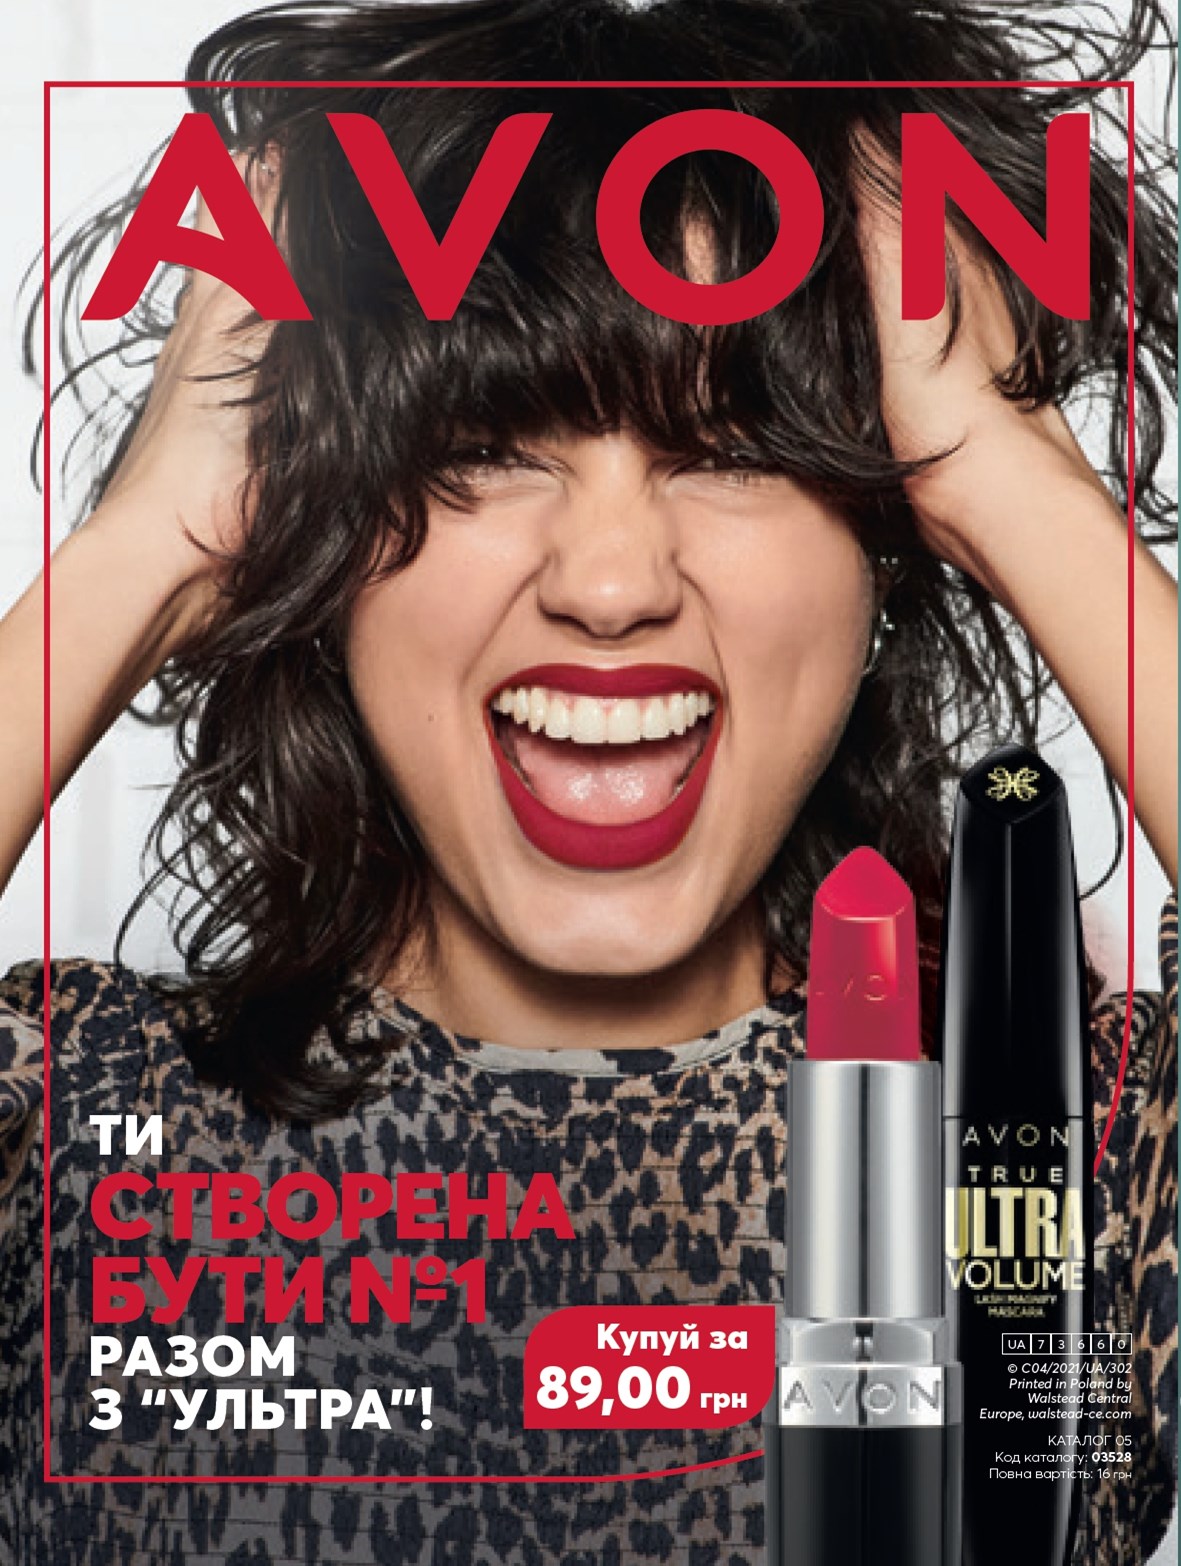 AVON
ТИ
СТВОРЕНА
БУТИ №1
РАЗОМ
З “УЛЬТРА”!
Купуй за
89,00 грн
AVON
AVON
TRUE
ULTRA
VOLUME
LASH MAGNIFY
MASCARA
AVON
UA 7 3 6 6 0
© C04/2021/UA/302
Printed in Poland by
Walstead Central
Europe, walstead-ce.com
КАТАЛОГ 05
Код каталогу: 03528
Повна вартість: 16 грн